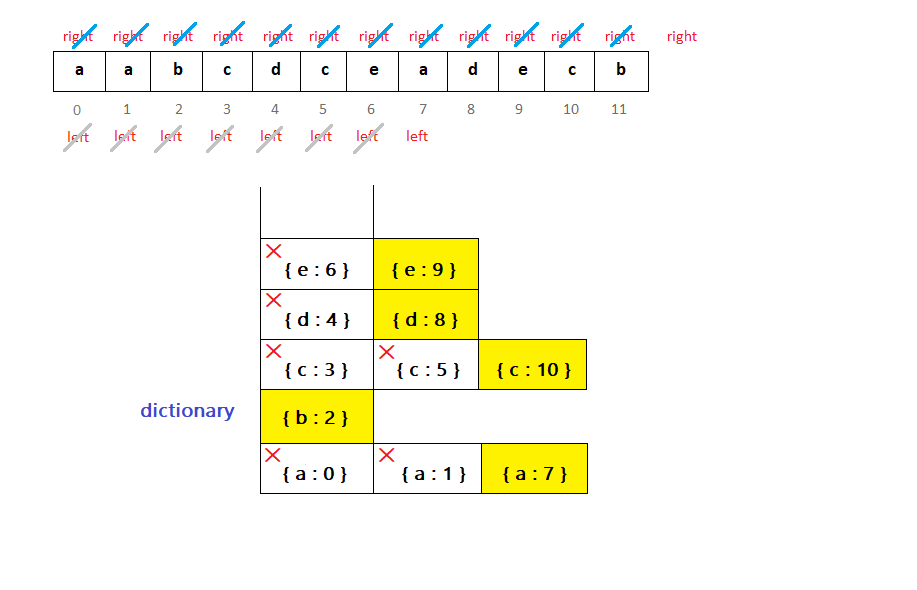 right right right right right right right right right right right right right
a a b c d c e a d e c b
0 1 2 3 4 5 6 7 8 9 10 11
left left left left left left left left
{ e : 6 } { e : 9 }
{ d : 4 } { d : 8 }
{ c : 3 } { c : 5 } { c : 10 }
dictionary { b : 2 }
{ a : 0 } { a : 1 } { a : 7 }